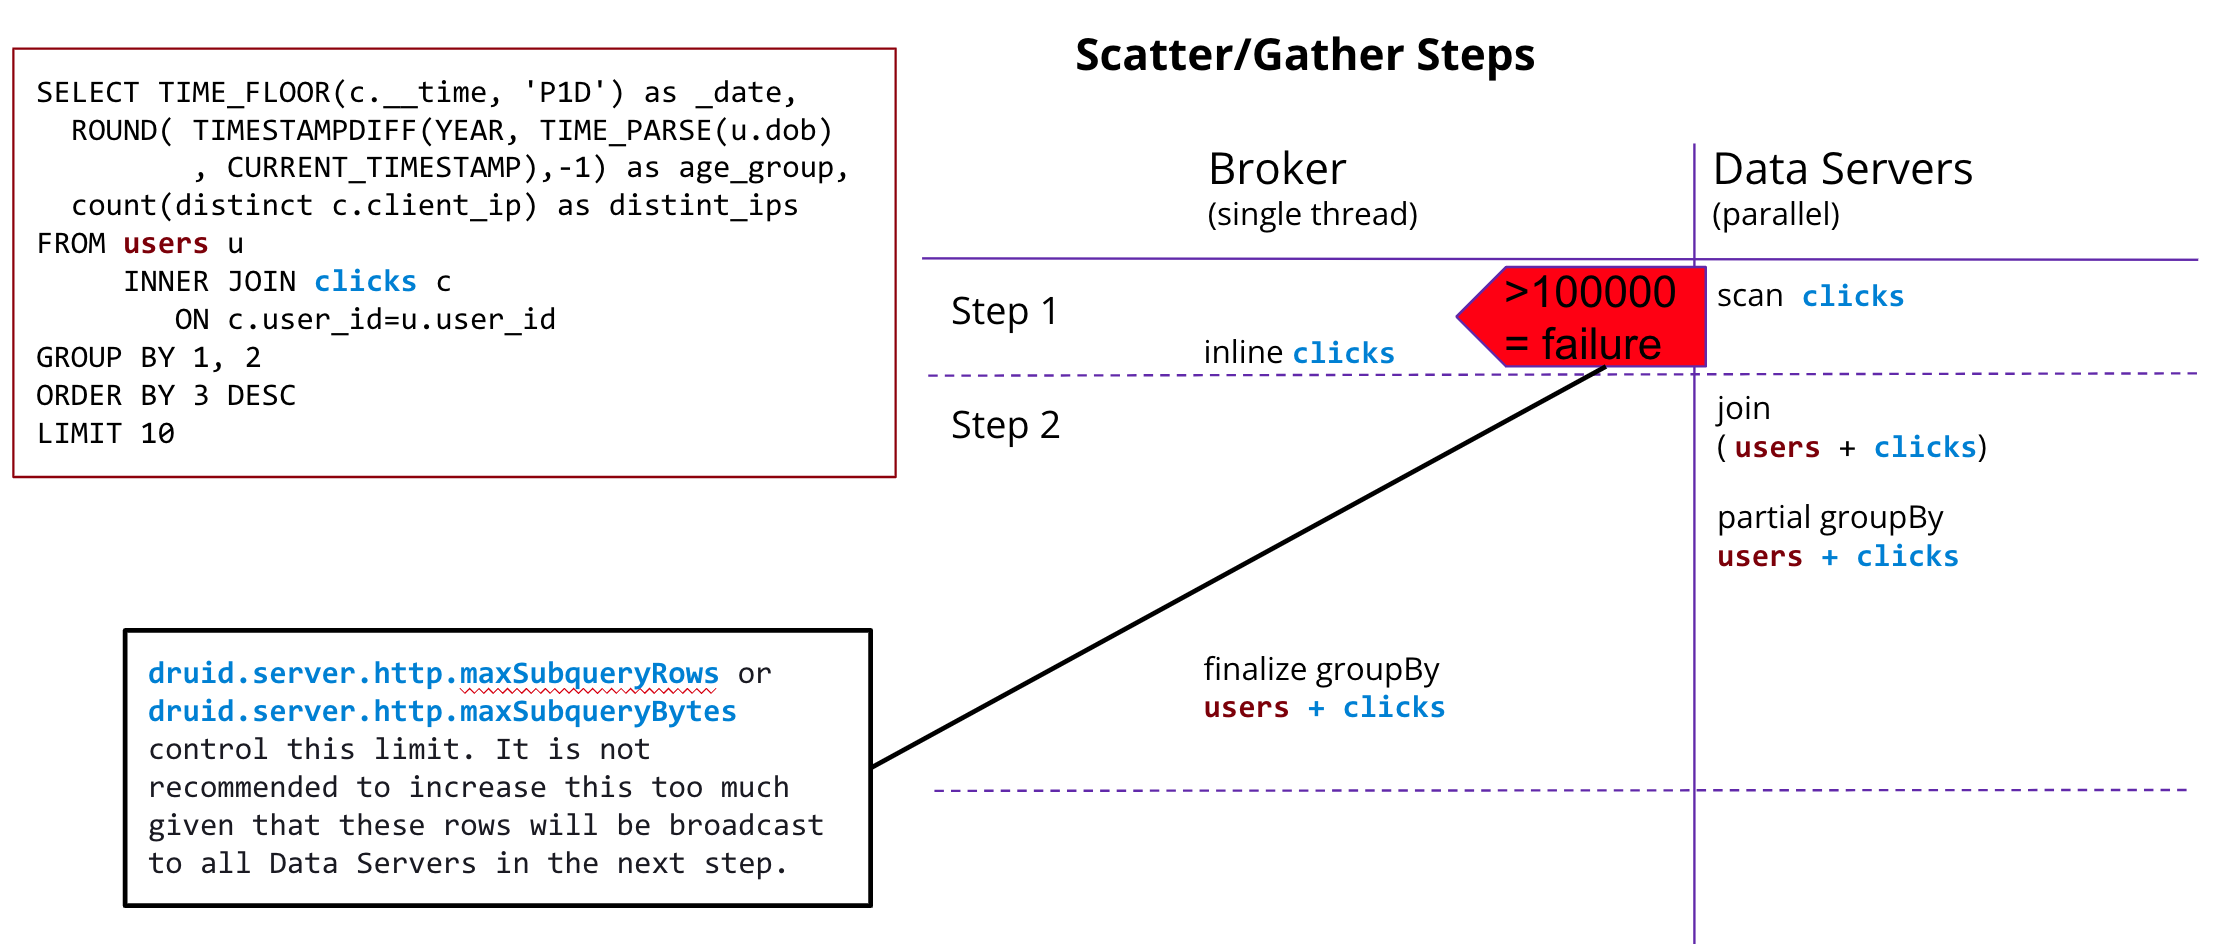 SELECT TIME_FLOOR(c.__time, 'P1D') as _date,
ROUND( TIMESTAMPDIFF(YEAR, TIME_PARSE(u.dob)
, CURRENT_TIMESTAMP),-1) as age_group,
count(distinct c.client_ip) as distint_ips
FROM users u
INNER JOIN clicks c
ON c.user_id=u.user_id
GROUP BY 1, 2
ORDER BY 3 DESC
LIMIT 10
druid.server.http.maxSubqueryRows or
druid.server.http.maxSubqueryBytes
control this limit. It is not
recommended to increase this too much
given that these rows will be broadcast
to all Data Servers in the next step.
Scatter/Gather Steps
Broker
(single thread)
Data Servers
(parallel)
Step 1
>100000
= failure
scan clicks
inline clicks
Step 2
join
( users + clicks)
partial groupBy
users + clicks
finalize groupBy
users + clicks